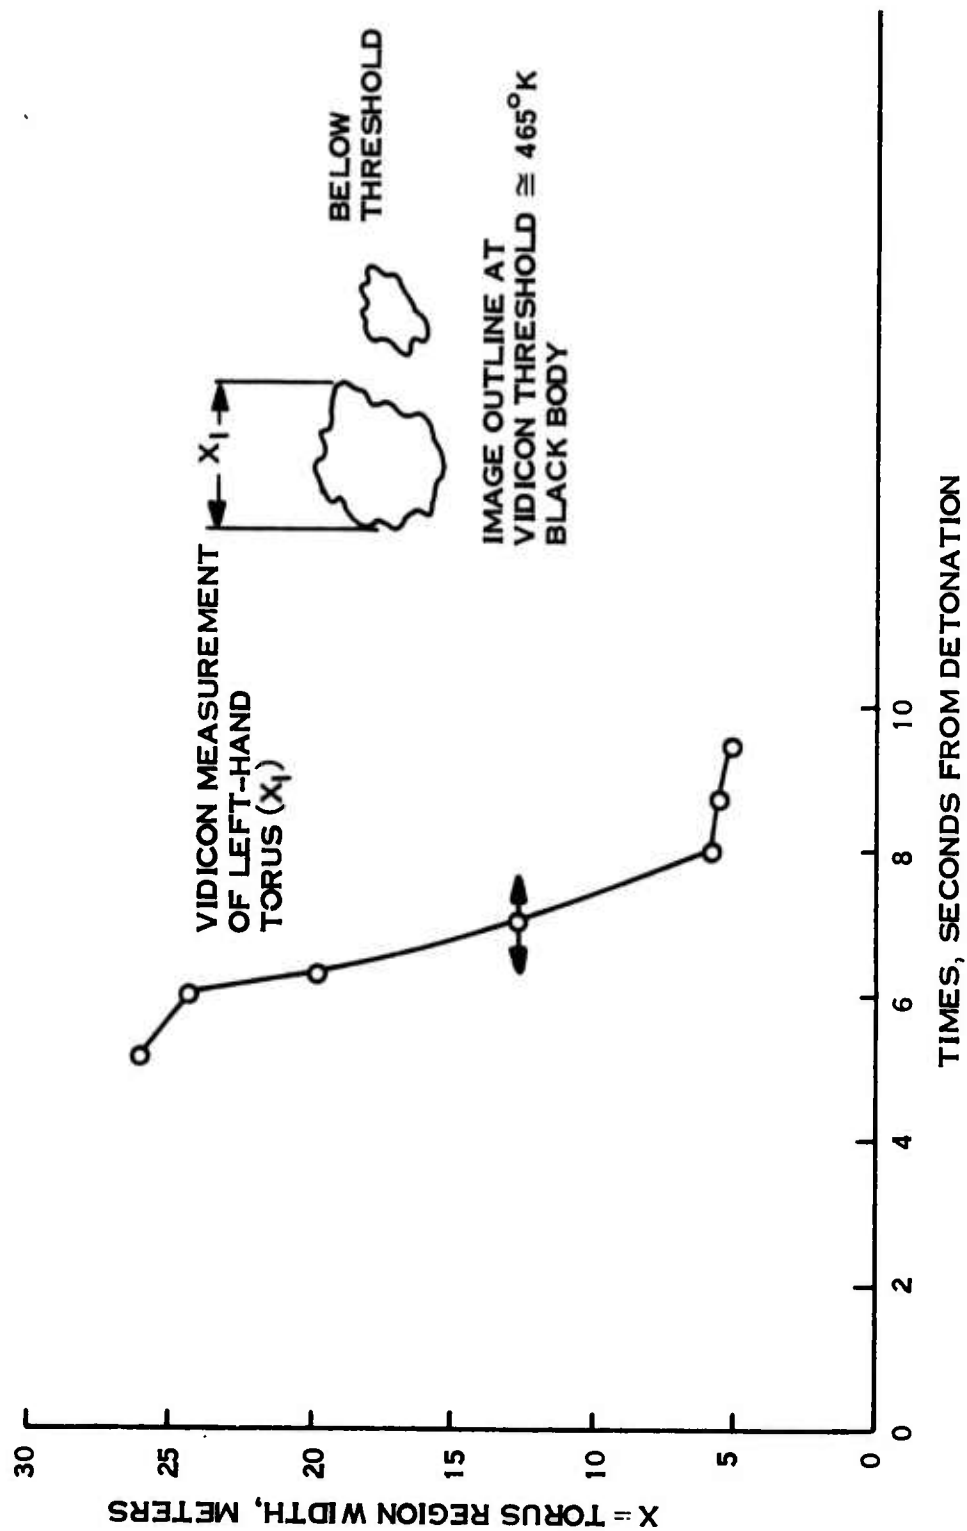 VIDICON MEASUREMENT
OF LEFT-HAND
TORUS (X₁)
X₁
BELOW
THRESHOLD
IMAGE OUTLINE AT
VIDICON THRESHOLD ≅ 465°K
BLACK BODY
X = TORUS REGION WIDTH, METERS
30
25
20
15
10
5
0
0
2
4
6
8
10
TIMES, SECONDS FROM DETONATION